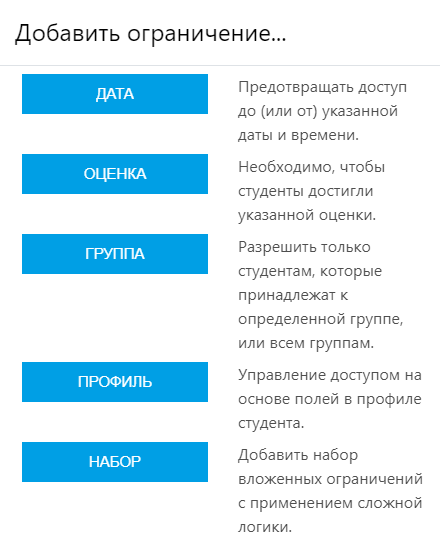 Добавить ограничение...
ДАТА
Предотвращать доступ
до (или от) указанной
даты и времени.
ОЦЕНКА
Необходимо, чтобы
студенты достигли
указанной оценки.
ГРУППА
Разрешить только
студентам, которые
принадлежат к
определенной группе,
или всем группам.
ПРОФИЛЬ
Управление доступом на
основе полей в профиле
студента.
НАБОР
Добавить набор
вложенных ограничений
с применением сложной
логики.